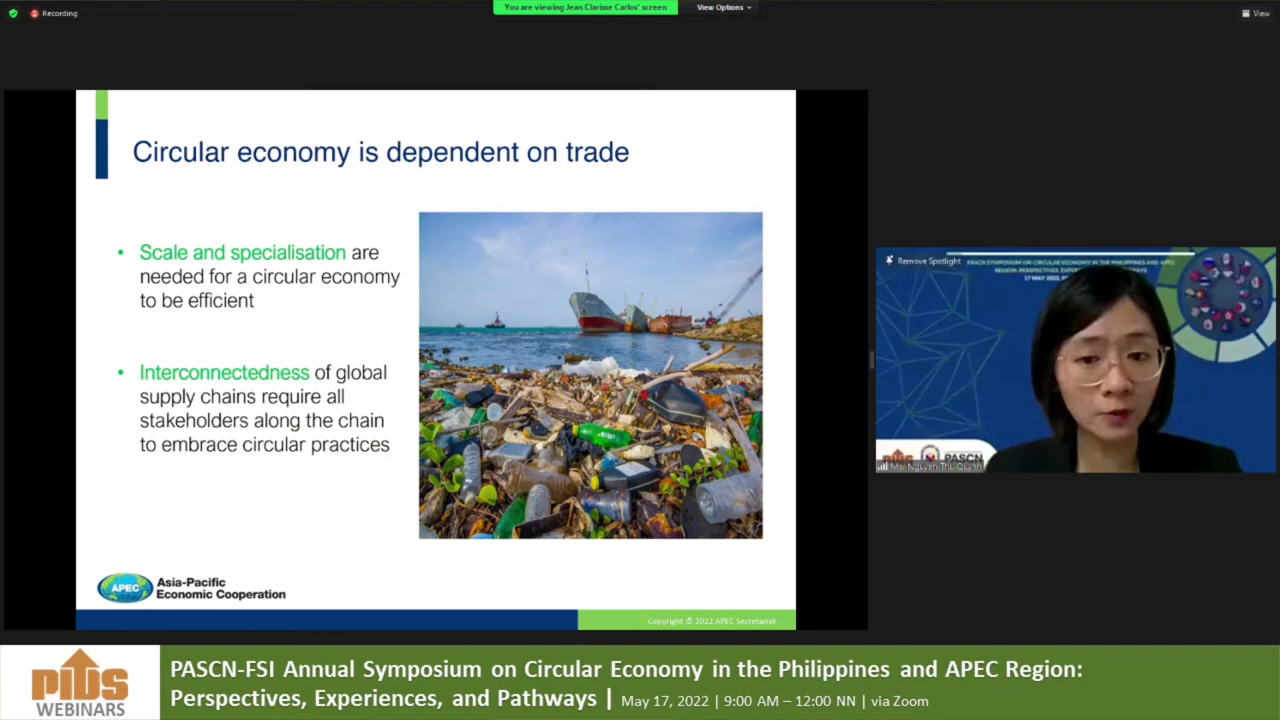 Recording
You are viewing Jean Clarisse Carlos' screen
View Options
View
Circular economy is dependent on trade
• Scale and specialisation are
needed for a circular economy
to be efficient
• Interconnectedness of global
supply chains require all
stakeholders along the chain
to embrace circular practices
APEC
Asia-Pacific
Economic Cooperation
Copyright © 2022 APEC Secretariat
Remove Spotlight
PASCN SYMPOSIUM ON CIRCULAR ECONOMY IN THE PHILIPPINES AND APEC
17 MAY 2022,
PIDS
PASCN
Ms. Nguyen Thu Quynh
PIDS
WEBINARS
PASCN-FSI Annual Symposium on Circular Economy in the Philippines and APEC Region:
Perspectives, Experiences, and Pathways | May 17, 2022 | 9:00 AM – 12:00 NN | via Zoom